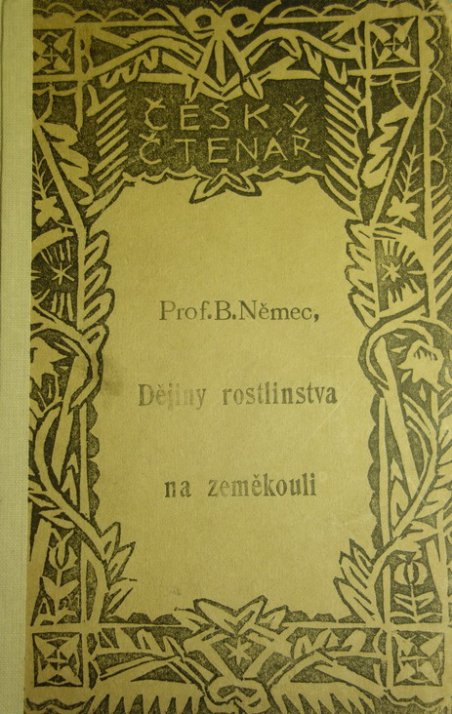 ČESKÝ
ČTENÁŘ
Prof. B. Němec,
Dějiny rostlinstva
na zeměkouli